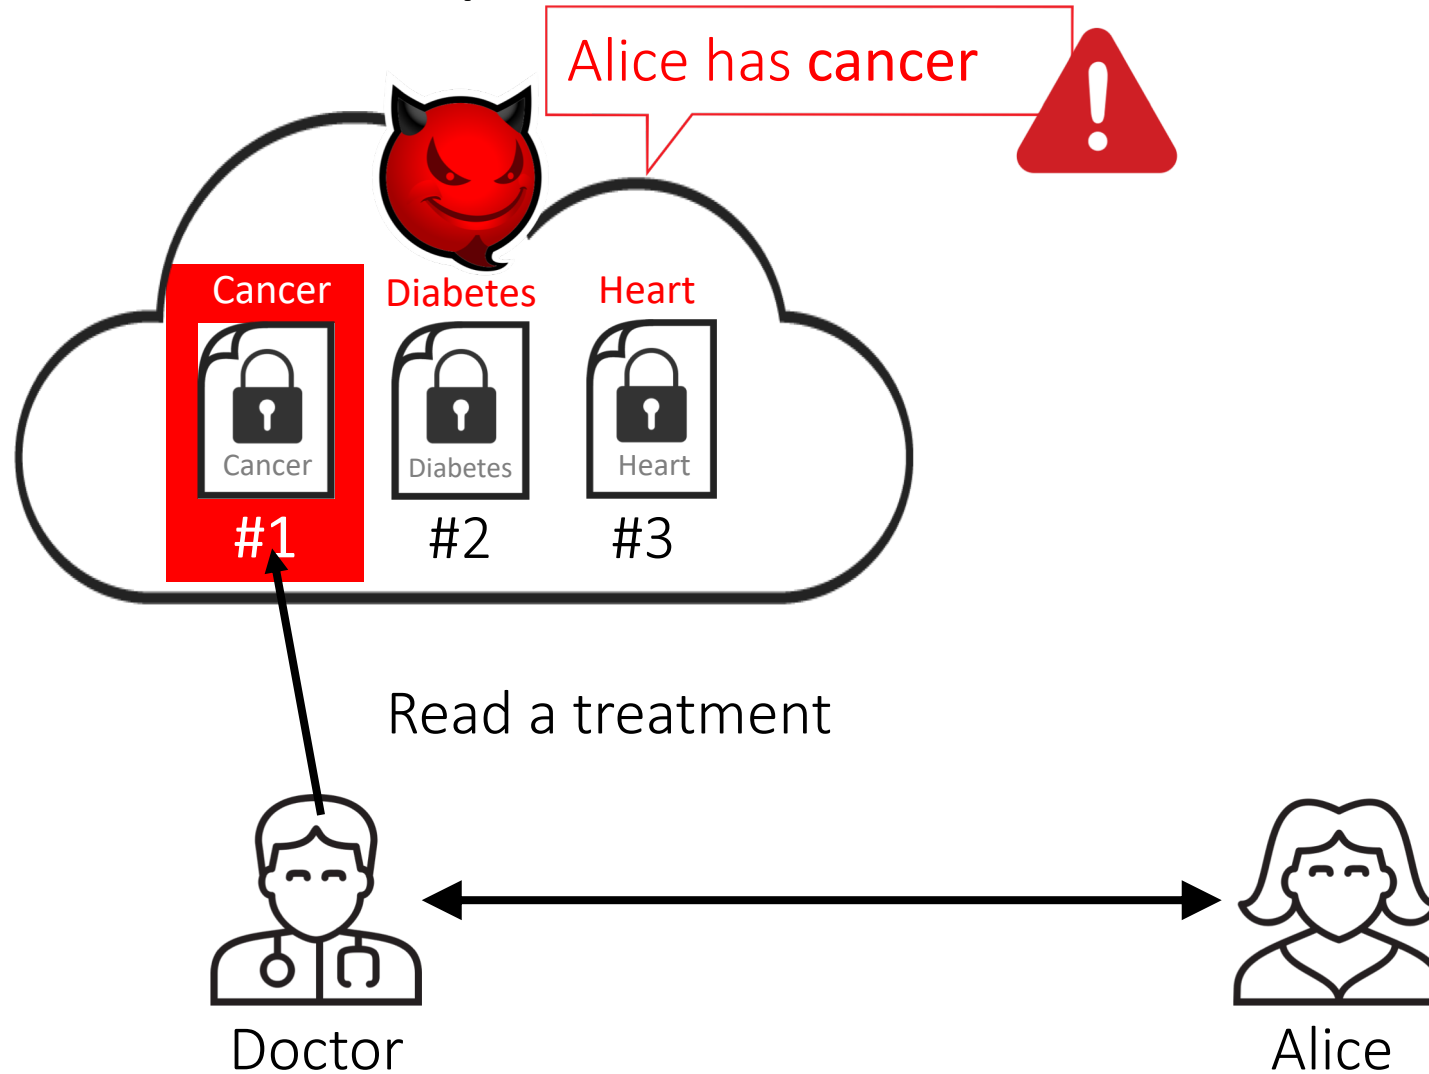 Alice has cancer
Cancer Diabetes Heart
Cancer Diabetes Heart
#1 #2 #3
Read a treatment
Doctor Alice